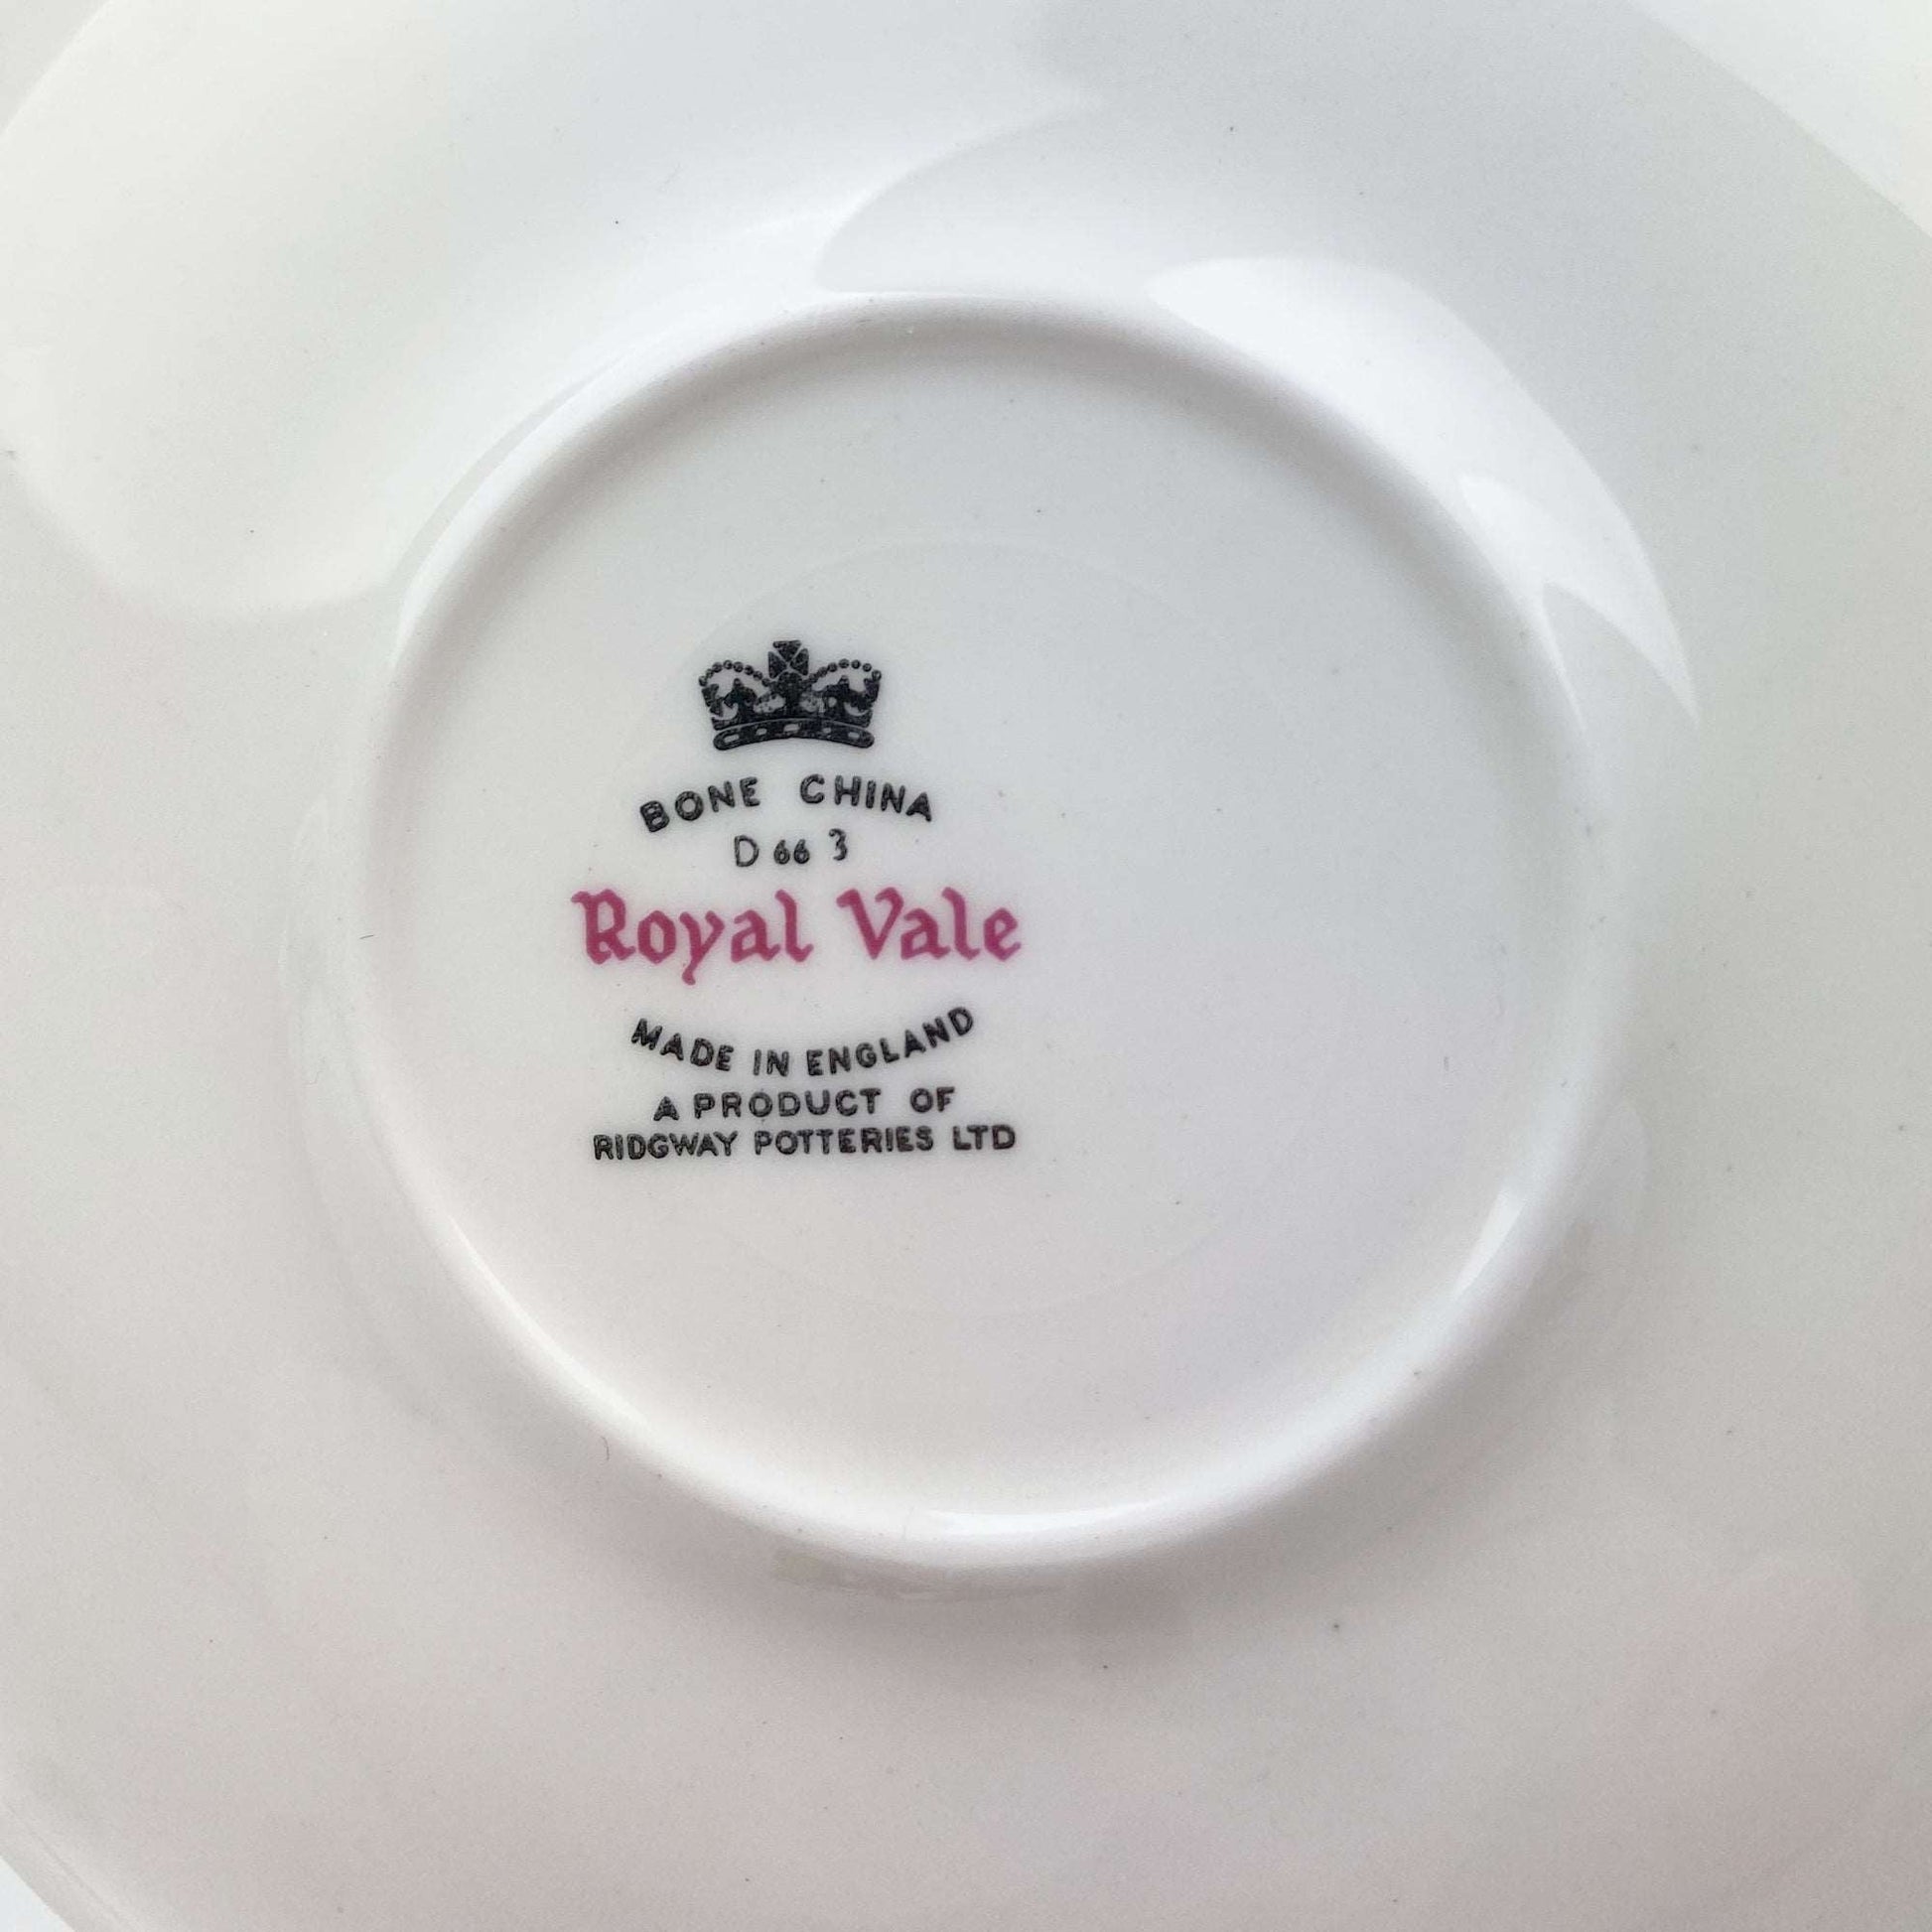 BONE CHINA
D 66 3
Royal Vale
MADE IN ENGLAND
A PRODUCT OF
RIDGWAY POTTERIES LTD